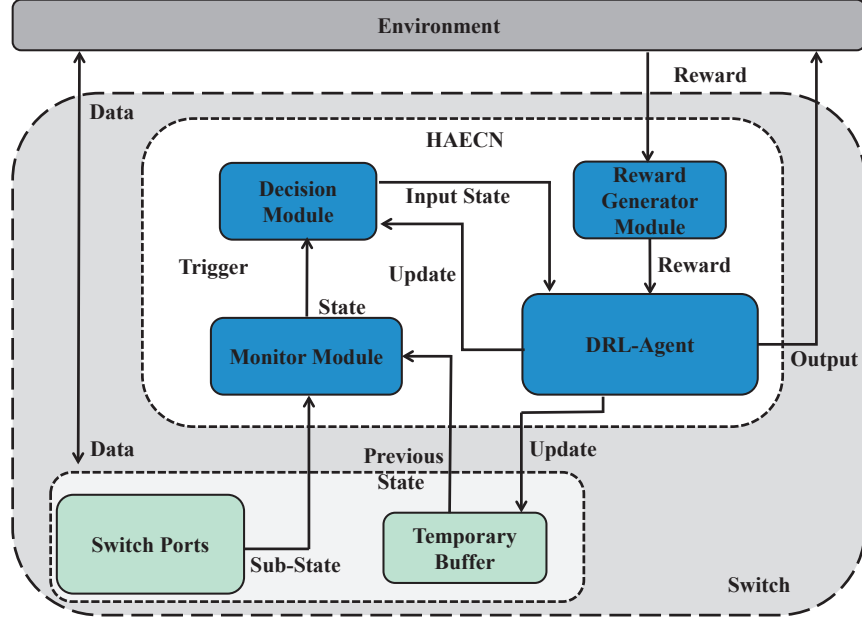 Environment
Reward
Data
HAECN
Decision
Module
Input State
Reward
Generator
Module
Trigger
Update
Reward
State
Monitor Module
DRL-Agent
Output
Data
Previous
State
Update
Switch Ports
Sub-State
Temporary
Buffer
Switch